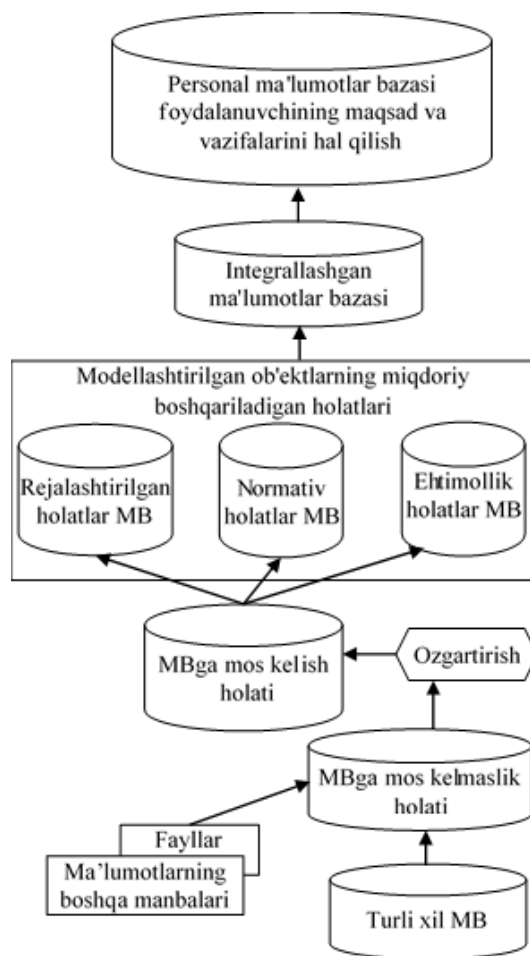 Personal ma'lumotlar bazasi
foydalanuvchining maqsad va
vazifalarini hal qilish
Integrallashgan
ma'lumotlar bazasi
Modellashtirilgan ob'ektlarning miqdoriy
boshqariladigan holatlari
Rejalashtirilgan
holatlar MB
Normativ
holatlar MB
Ehtimollik
holatlar MB
MBga mos kelish
holati
Ozgartirish
MBga mos kelmaslik
holati
Fayllar
Ma’lumotlarning
boshqa manbalari
Turli xil MB